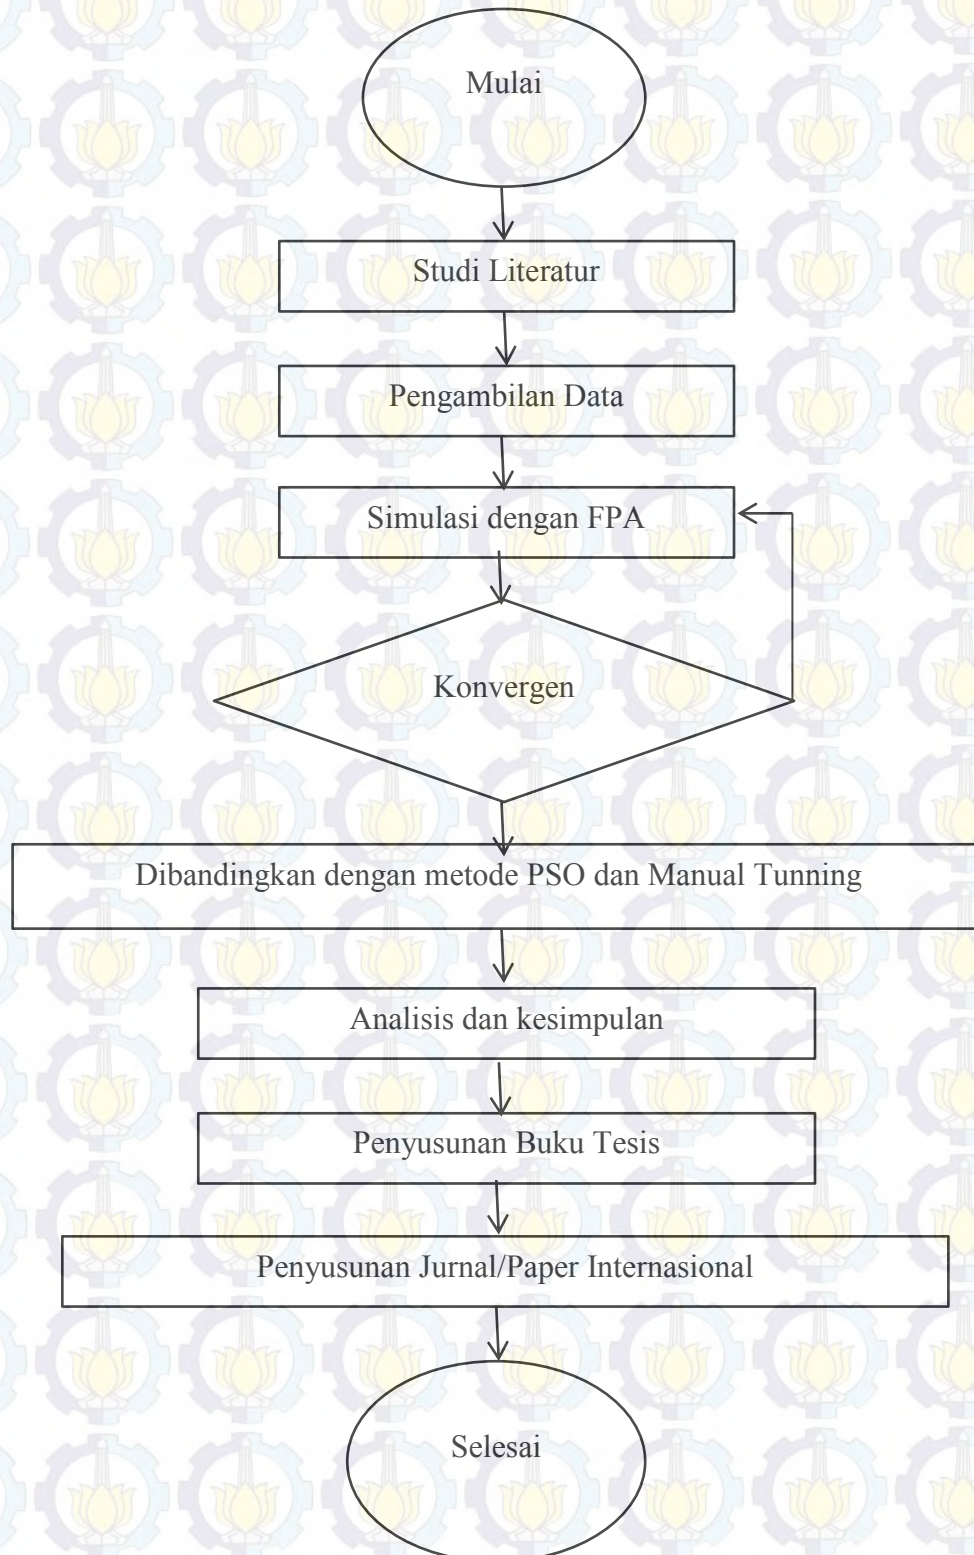 Mulai
Studi Literatur
Pengambilan Data
Simulasi dengan FPA
Konvergen
Dibandingkan dengan metode PSO dan Manual Tunning
Analisis dan kesimpulan
Penyusunan Buku Tesis
Penyusunan Jurnal/Paper Internasional
Selesai